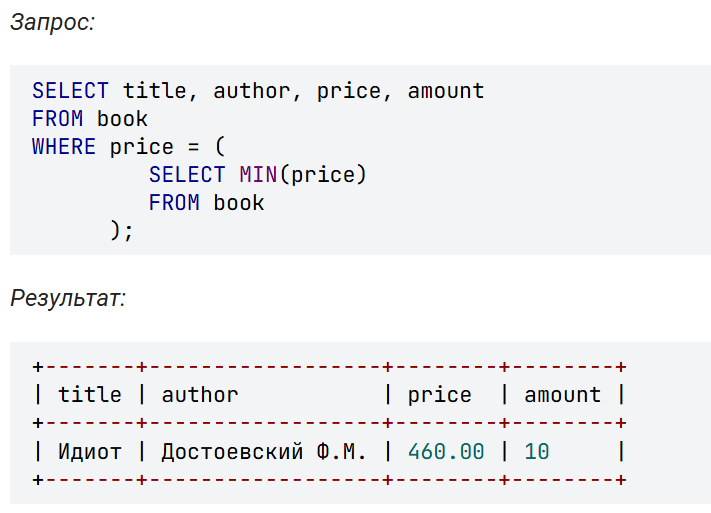 Запрос:
SELECT title, author, price, amount
FROM book
WHERE price = (
         SELECT MIN(price)
         FROM book
      );
Результат:
+-------+------------------+--------+--------+
| title | author           | price  | amount |
+-------+------------------+--------+--------+
| Идиот | Достоевский Ф.М. | 460.00 | 10     |
+-------+------------------+--------+--------+